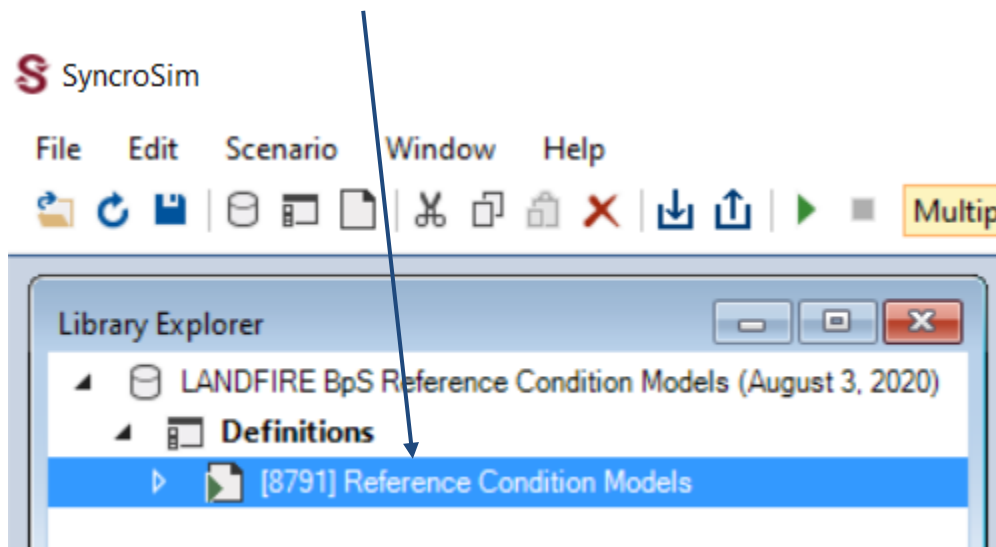 SyncroSim
File Edit Scenario Window Help
Multip
Library Explorer
LANDFIRE BpS Reference Condition Models (August 3, 2020)
Definitions
[8791] Reference Condition Models